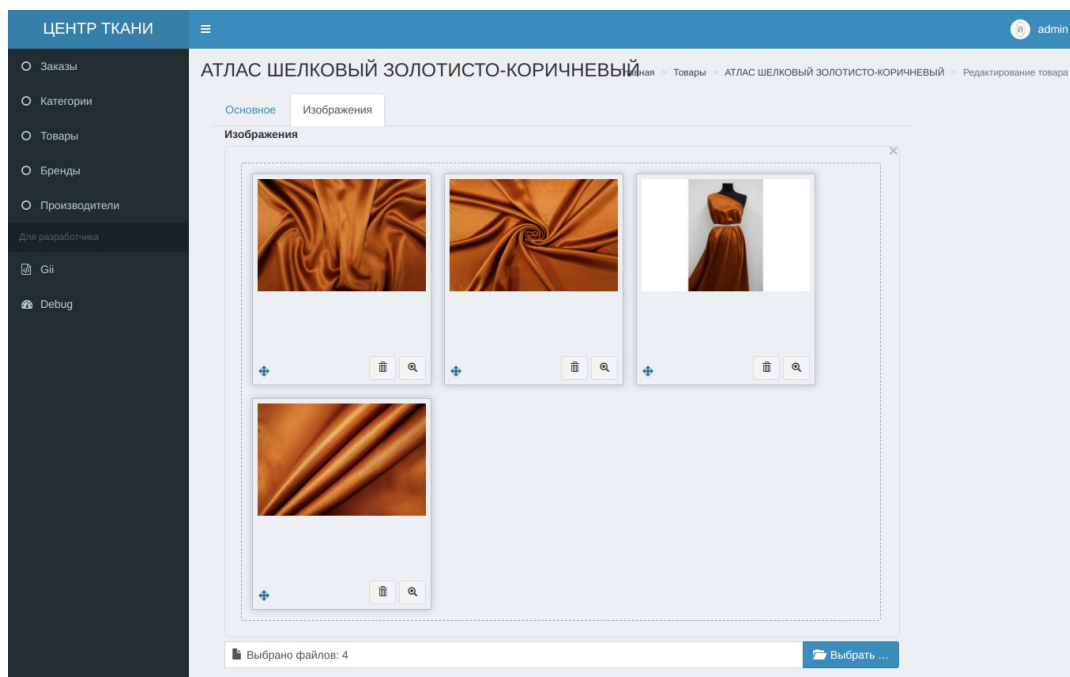 ЦЕНТР ТКАНИ
admin
Заказы
Категории
Товары
Бренды
Производители
Для разработчика
Gii
Debug
АТЛАС ШЕЛКОВЫЙ ЗОЛОТИСТО-КОРИЧНЕВЫЙ
> Товары > АТЛАС ШЕЛКОВЫЙ ЗОЛОТИСТО-КОРИЧНЕВЫЙ > Редактирование товара
Основное Изображения
Изображения
Выбрано файлов: 4
Выбрать ...